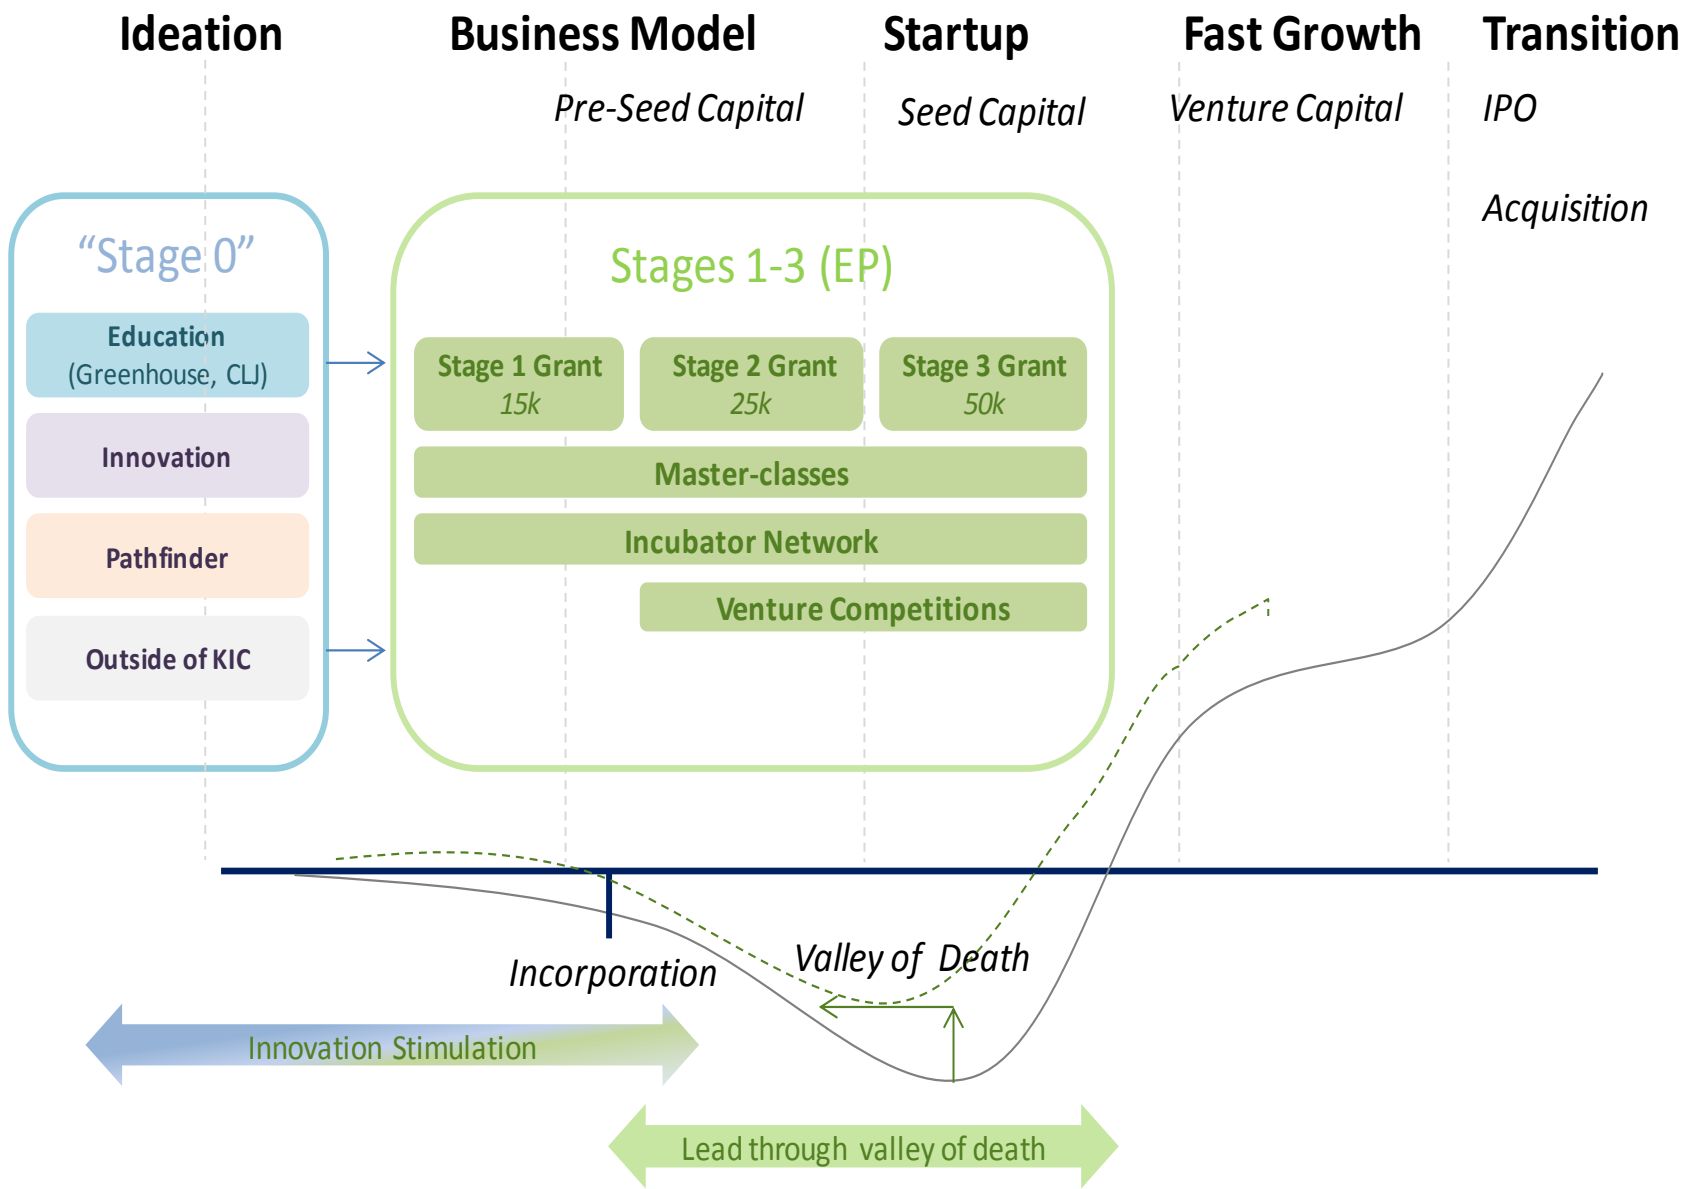 Ideation
Business Model
Startup
Fast Growth
Transition
Pre-Seed Capital
Seed Capital
Venture Capital
IPO
Acquisition
“Stage 0”
Education
(Greenhouse, CLJ)
Innovation
Pathfinder
Outside of KIC
Stages 1-3 (EP)
Stage 1 Grant
15k
Stage 2 Grant
25k
Stage 3 Grant
50k
Master-classes
Incubator Network
Venture Competitions
Incorporation
Valley of Death
Innovation Stimulation
Lead through valley of death